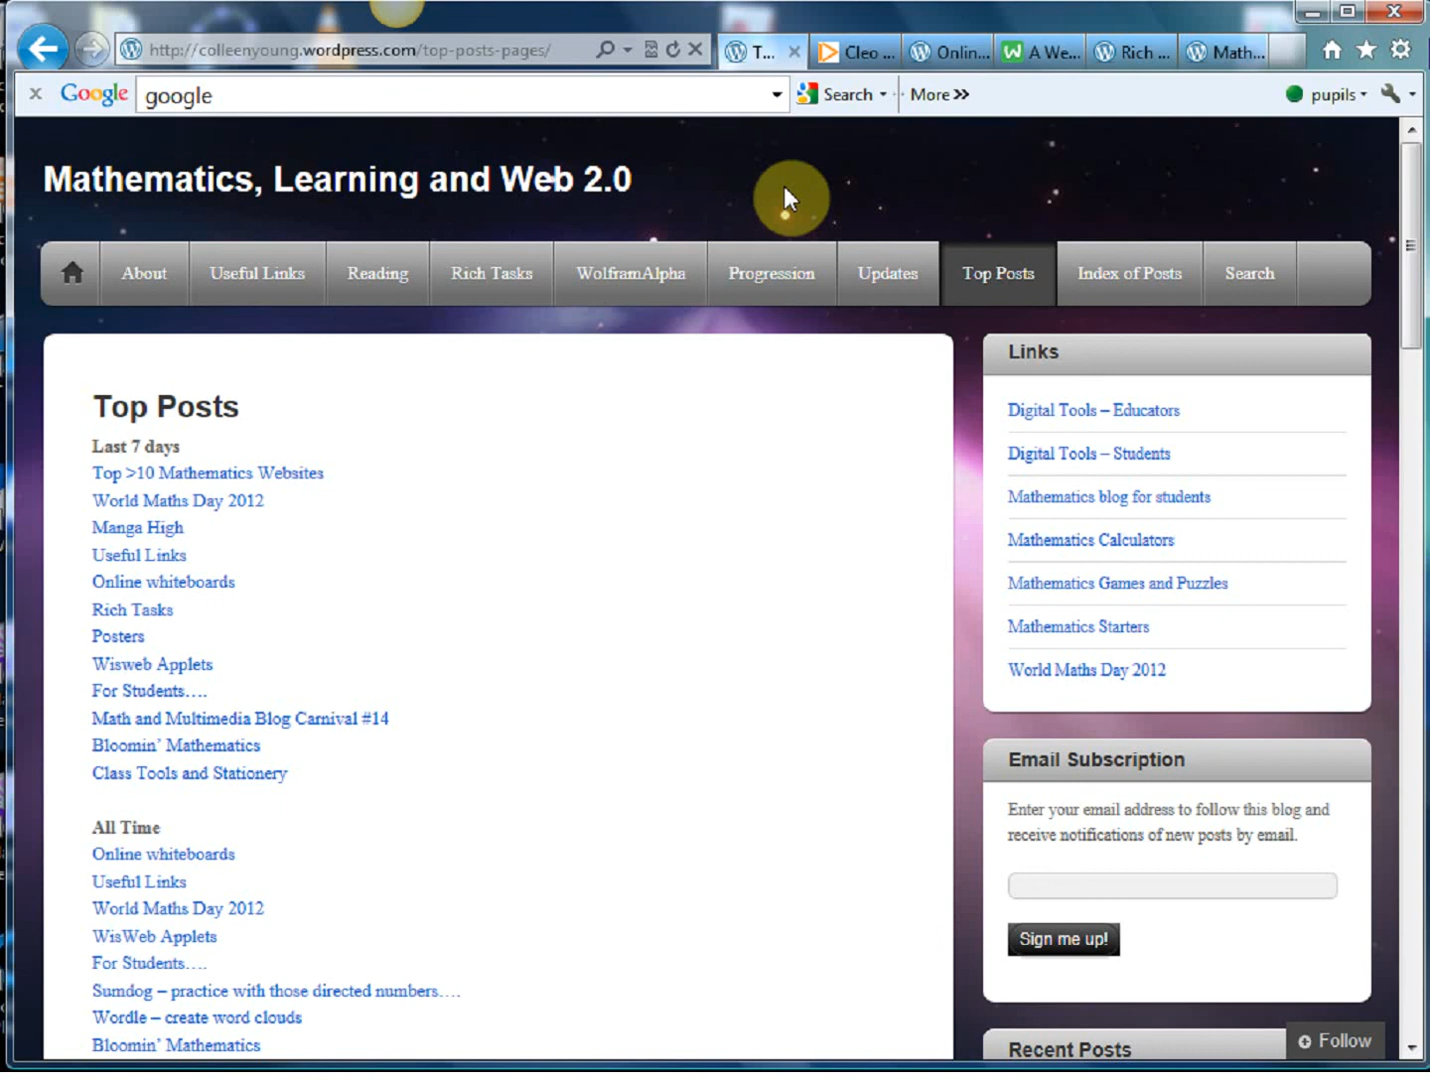 http://colleenyoung.wordpress.com/top-posts-pages/
T...
Cleo ...
Onlin...
A We...
Rich ...
Math...
x Google google Search More »
pupils
Mathematics, Learning and Web 2.0
About Useful Links Reading Rich Tasks WolframAlpha Progression Updates Top Posts Index of Posts Search
Top Posts
Last 7 days
Top >10 Mathematics Websites
World Maths Day 2012
Manga High
Useful Links
Online whiteboards
Rich Tasks
Posters
Wisweb Applets
For Students....
Math and Multimedia Blog Carnival #14
Bloomin' Mathematics
Class Tools and Stationery
All Time
Online whiteboards
Useful Links
World Maths Day 2012
WisWeb Applets
For Students....
Sumdog – practice with those directed numbers....
Wordle – create word clouds
Bloomin' Mathematics
Links
Digital Tools – Educators
Digital Tools – Students
Mathematics blog for students
Mathematics Calculators
Mathematics Games and Puzzles
Mathematics Starters
World Maths Day 2012
Email Subscription
Enter your email address to follow this blog and
receive notifications of new posts by email.
Sign me up!
Recent Posts
Follow